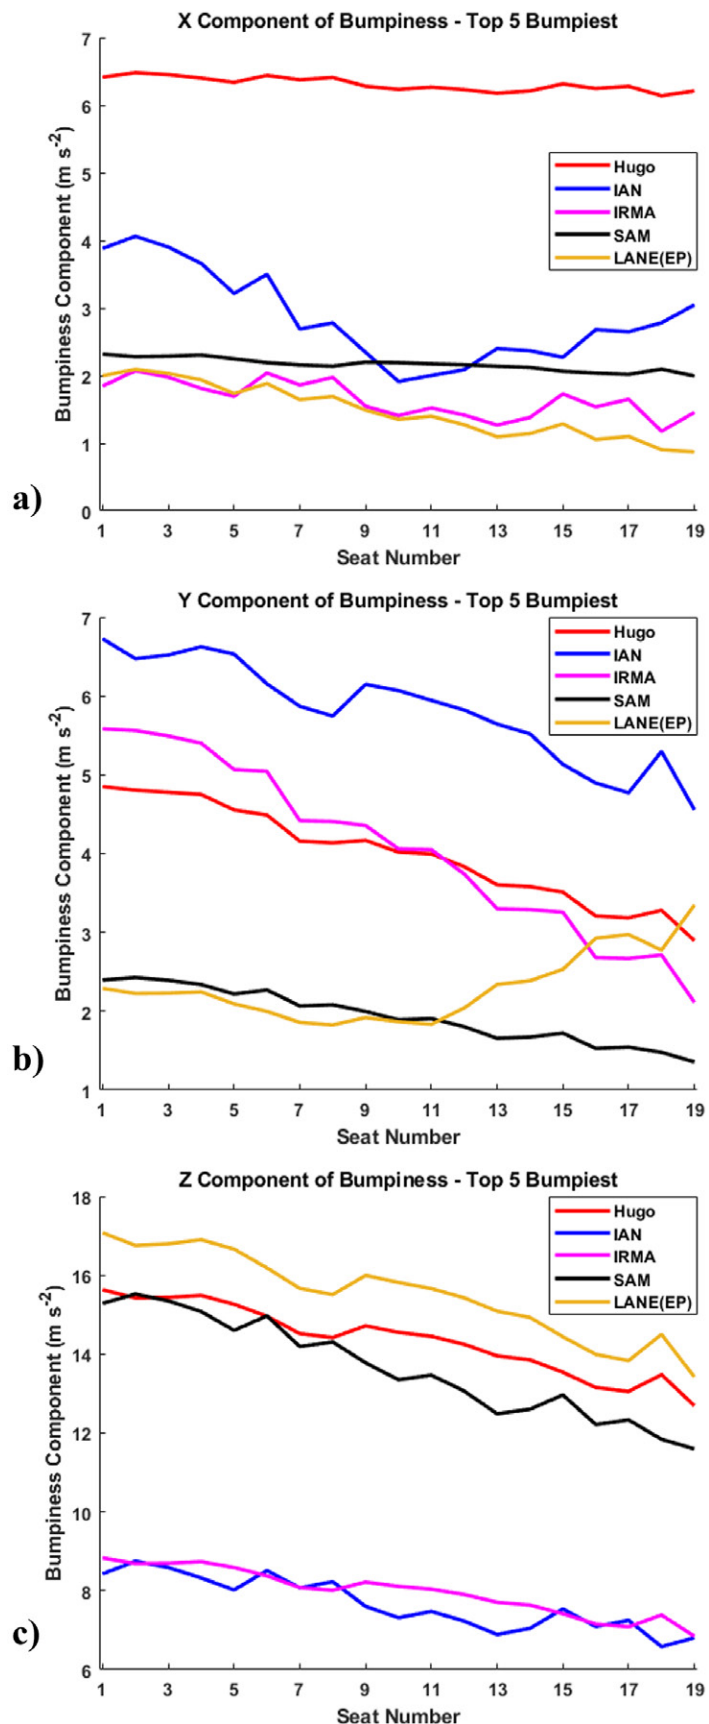 X Component of Bumpiness - Top 5 Bumpiest
7
6
5
4
3
2
1
0
Bumpiness Component (m s-2)
Hugo
IAN
IRMA
SAM
LANE(EP)
a)
1 3 5 7 9 11 13 15 17 19
Seat Number
Y Component of Bumpiness - Top 5 Bumpiest
7
6
5
4
3
2
1
Bumpiness Component (m s-2)
Hugo
IAN
IRMA
SAM
LANE(EP)
b)
1 3 5 7 9 11 13 15 17 19
Seat Number
Z Component of Bumpiness - Top 5 Bumpiest
18
16
14
12
10
8
6
Bumpiness Component (m s-2)
Hugo
IAN
IRMA
SAM
LANE(EP)
c)
1 3 5 7 9 11 13 15 17 19
Seat Number